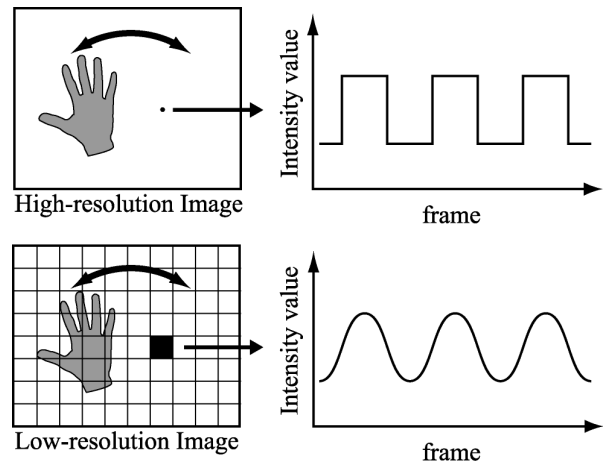 Intensity value
High-resolution Image
frame
Intensity value
Low-resolution Image
frame